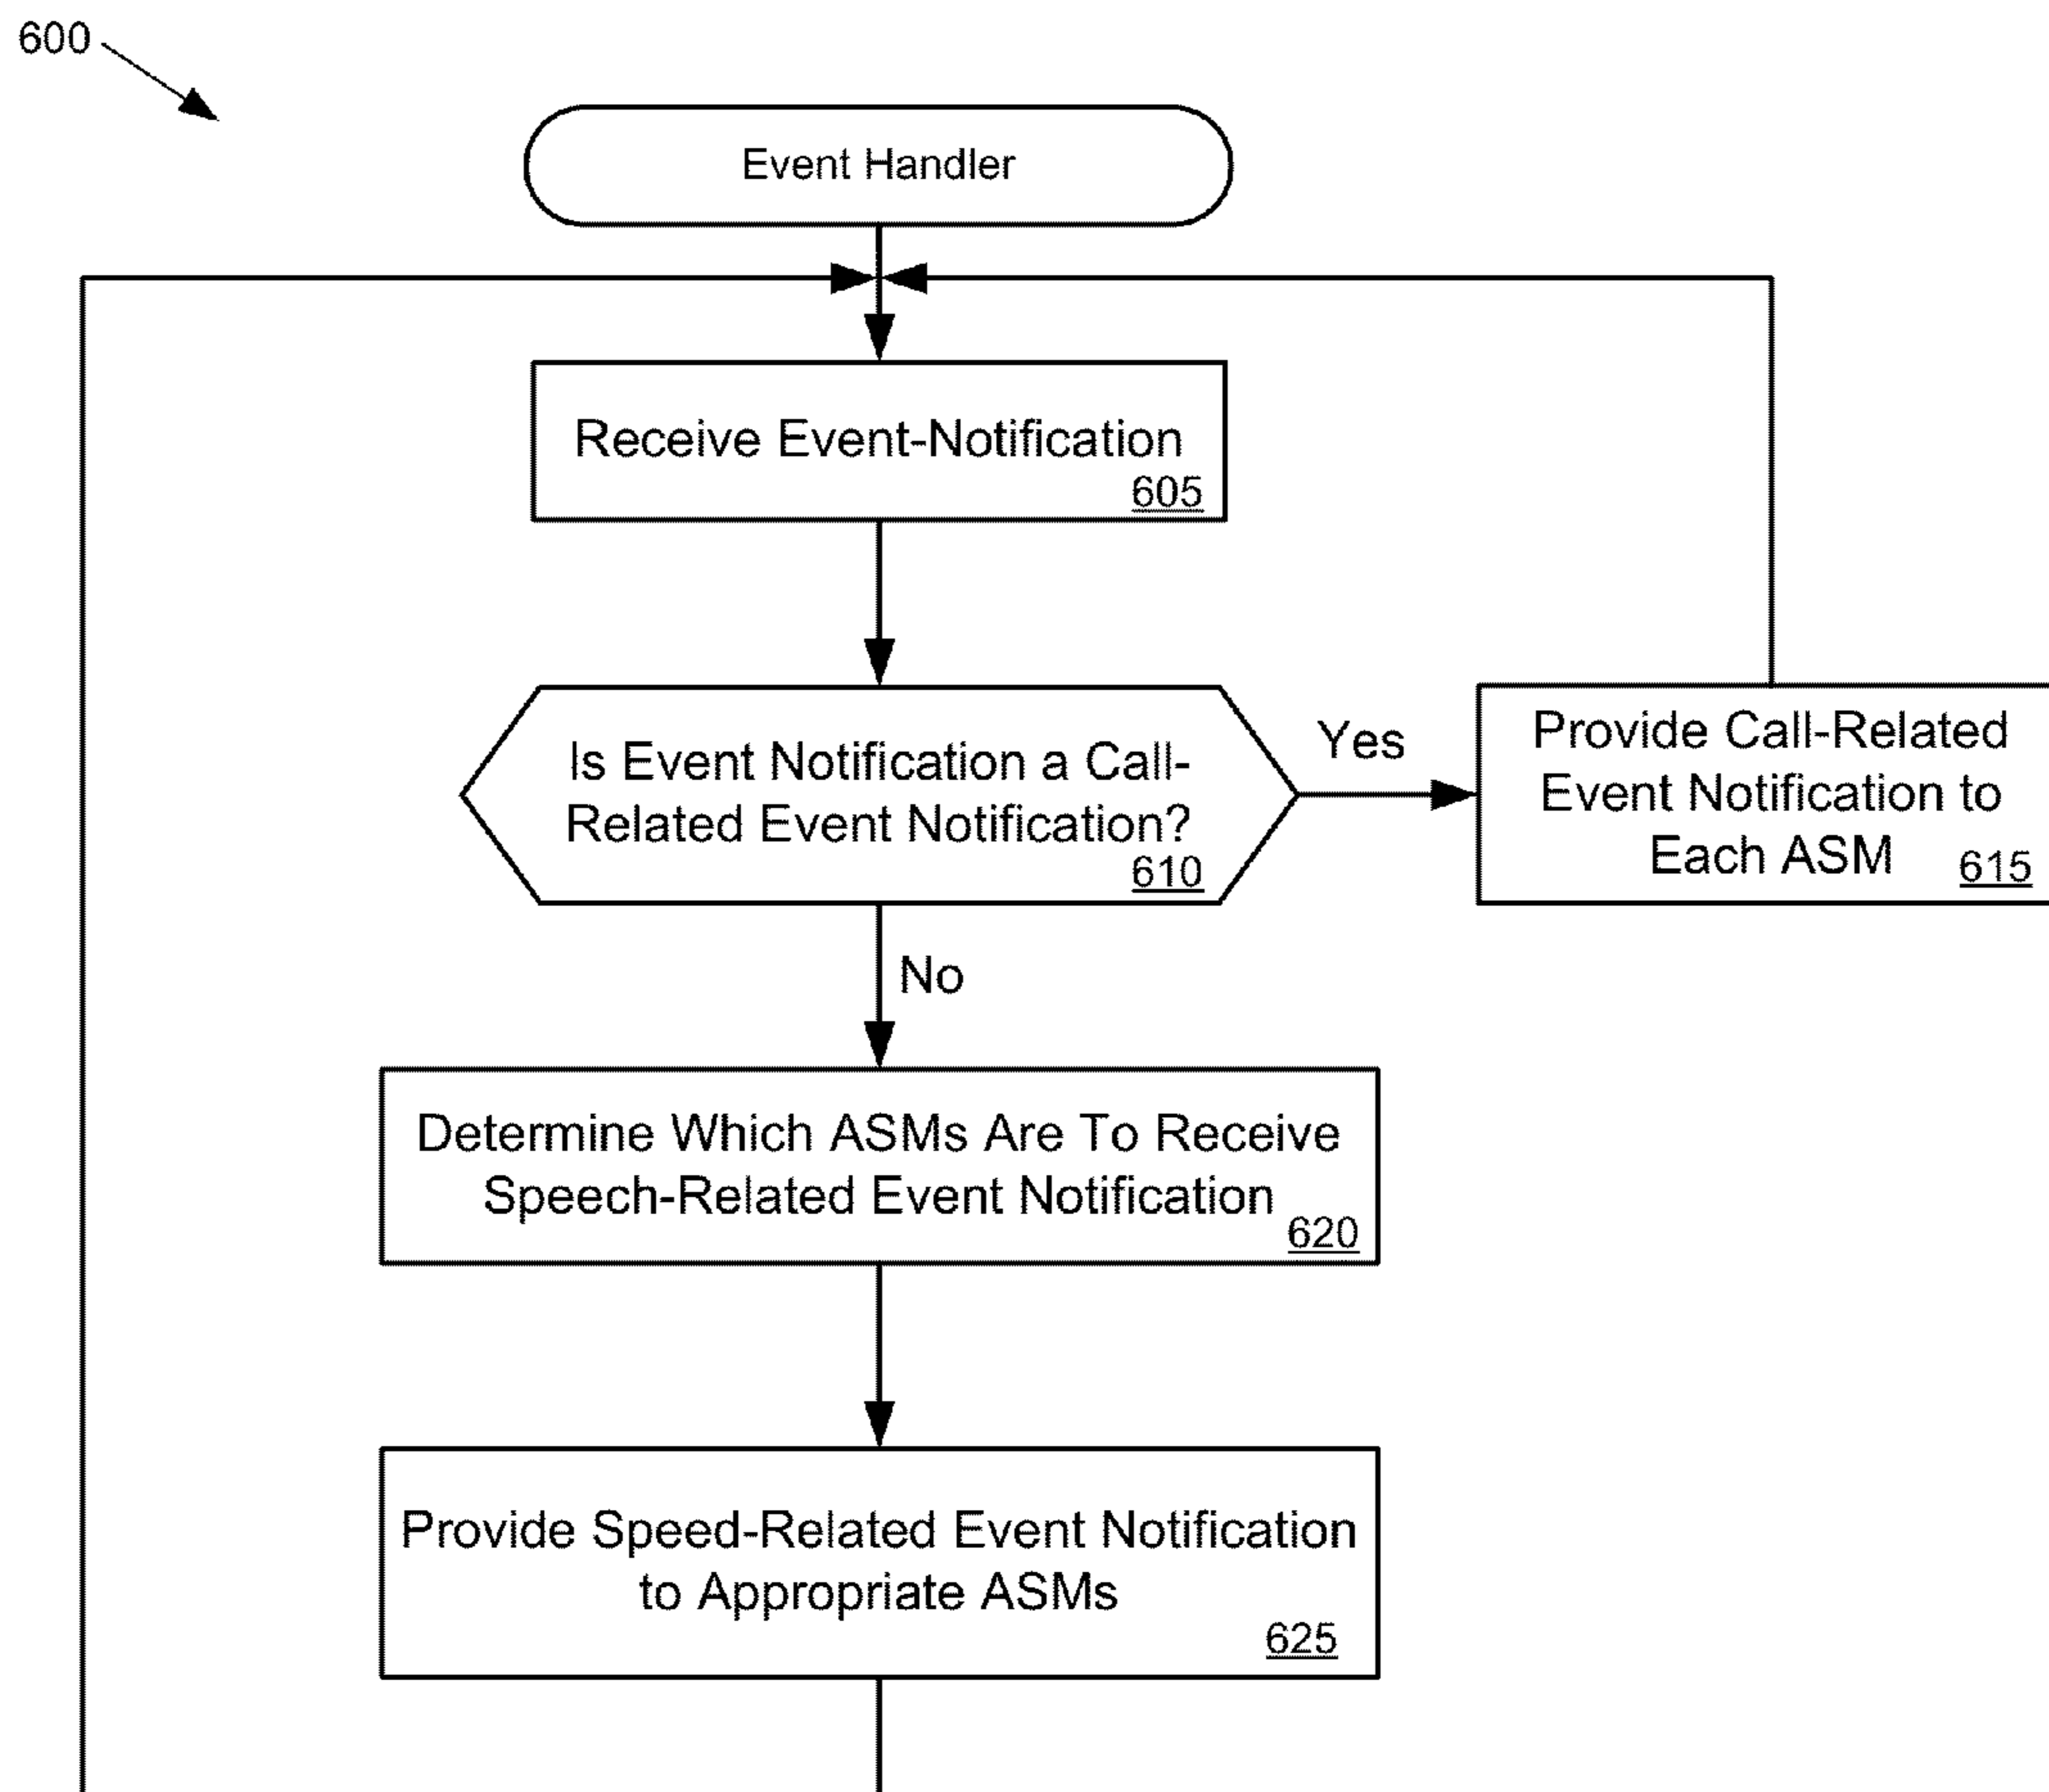 600
Event Handler
Receive Event-Notification
605
Is Event Notification a Call-
Related Event Notification?
610
Yes
Provide Call-Related
Event Notification to
Each ASM
615
No
Determine Which ASMs Are To Receive
Speech-Related Event Notification
620
Provide Speed-Related Event Notification
to Appropriate ASMs
625